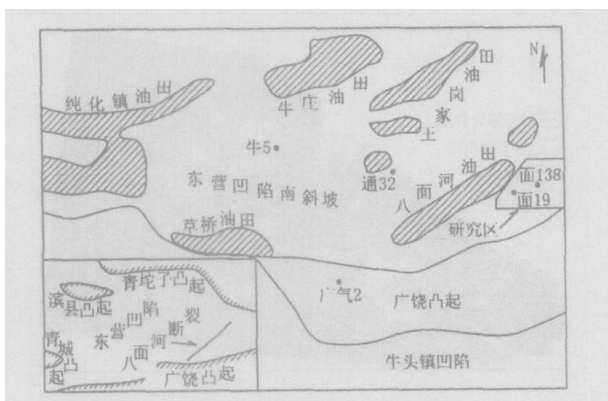 纯化镇油田
牛庄油田
王家岗油田
N
牛5
东营凹陷南斜坡
通32
八面河油田
面138
面19
研究区
草桥油田
广气2
广饶凸起
牛头镇凹陷
青坨子凸起
滨县凸起
东营凹陷
青城凸起
八面河断裂
广饶凸起